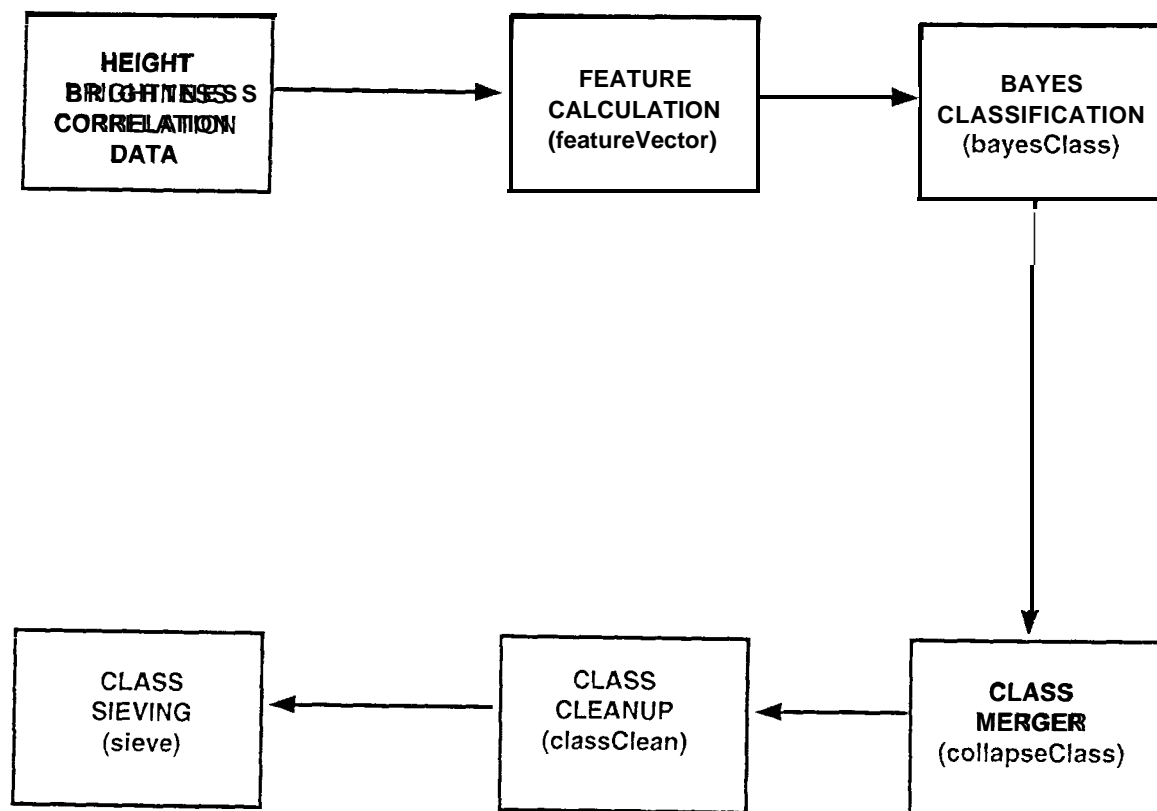 HEIGHT
BRIGHTNESS
CORRELATION
DATA
FEATURE
CALCULATION
(featureVector)
BAYES
CLASSIFICATION
(bayesClass)
CLASS
SIEVING
(sieve)
CLASS
CLEANUP
(classClean)
CLASS
MERGER
(collapseClass)